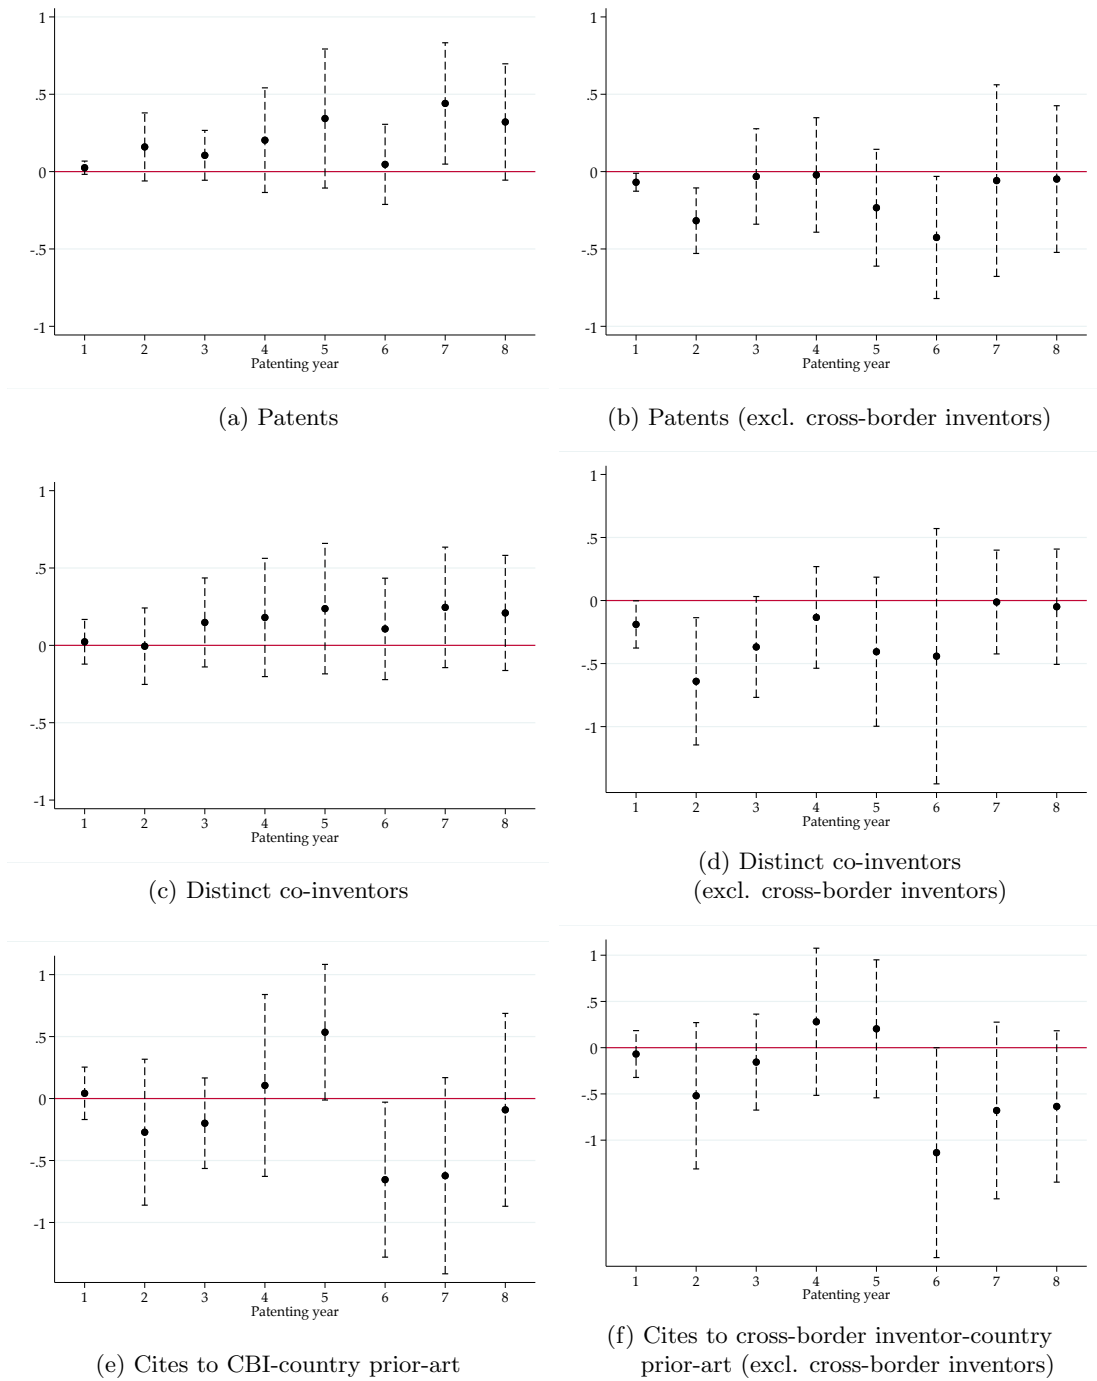 1
.5
0
-.5
-1
1 2 3 4 5 6 7 8
Patenting year
(a) Patents
1
.5
0
-.5
-1
1 2 3 4 5 6 7 8
Patenting year
(b) Patents (excl. cross-border inventors)
1
.5
0
-.5
-1
1 2 3 4 5 6 7 8
Patenting year
(c) Distinct co-inventors
1
.5
0
-.5
-1
1 2 3 4 5 6 7 8
Patenting year
(d) Distinct co-inventors
(excl. cross-border inventors)
1
.5
0
-.5
-1
1 2 3 4 5 6 7 8
Patenting year
(e) Cites to CBI-country prior-art
1
.5
0
-.5
-1
1 2 3 4 5 6 7 8
Patenting year
(f) Cites to cross-border inventor-country
prior-art (excl. cross-border inventors)